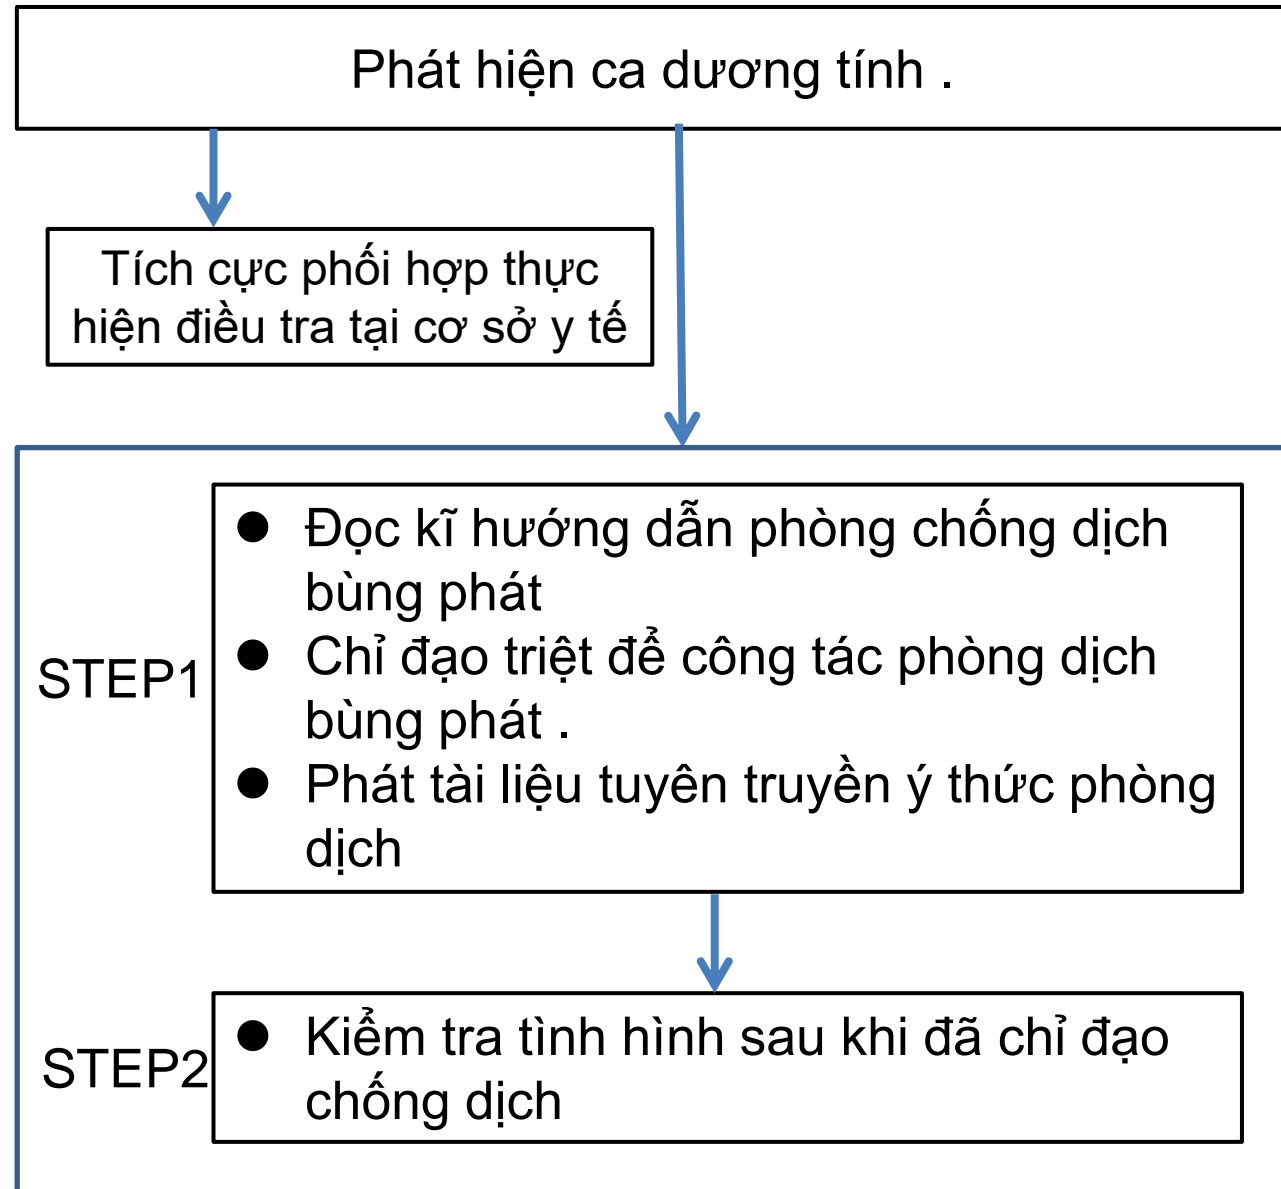 Phát hiện ca dương tính .
Tích cực phối hợp thực
hiện điều tra tại cơ sở y tế
STEP1
● Đọc kĩ hướng dẫn phòng chống dịch
bùng phát
● Chỉ đạo triệt để công tác phòng dịch
bùng phát .
● Phát tài liệu tuyên truyền ý thức phòng
dịch
STEP2
● Kiểm tra tình hình sau khi đã chỉ đạo
chống dịch